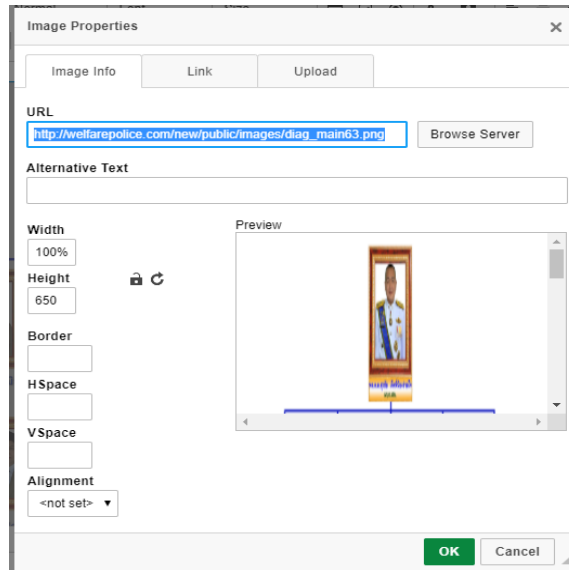 Image Properties
Image Info
Link
Upload
URL
http://welfarepolice.com/new/public/images/diag_main63.png
Browse Server
Alternative Text
Width
Preview
100%
Height
650
Border
HSpace
VSpace
Alignment
<not set>
OK
Cancel